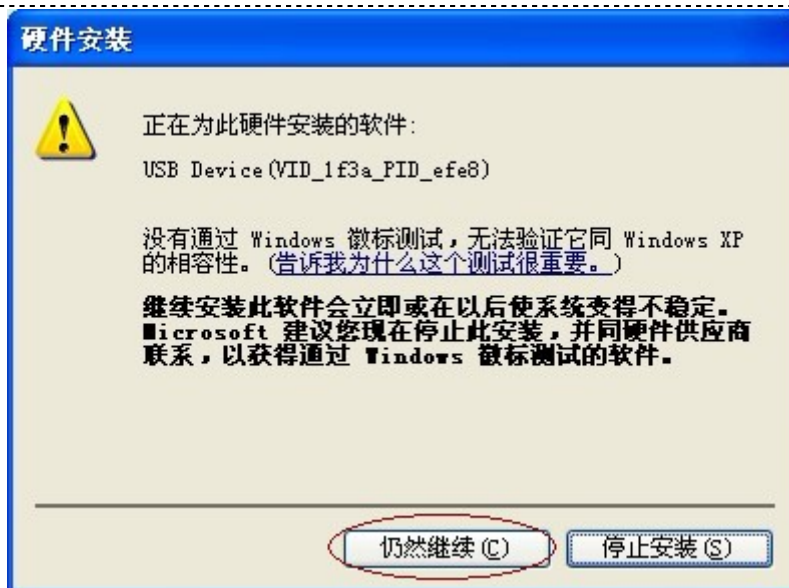 硬件安装
正在为此硬件安装的软件:
USB Device(VID_1f3a_PID_efe8)
没有通过 Windows 徽标测试，无法验证它同 Windows XP
的相容性。(告诉我为什么这个测试很重要。)
继续安装此软件会立即或在以后使系统变得不稳定。
Microsoft 建议您现在停止此安装，并同硬件供应商
联系，以获得通过 Windows 徽标测试的软件。
仍然继续(C) 停止安装(S)